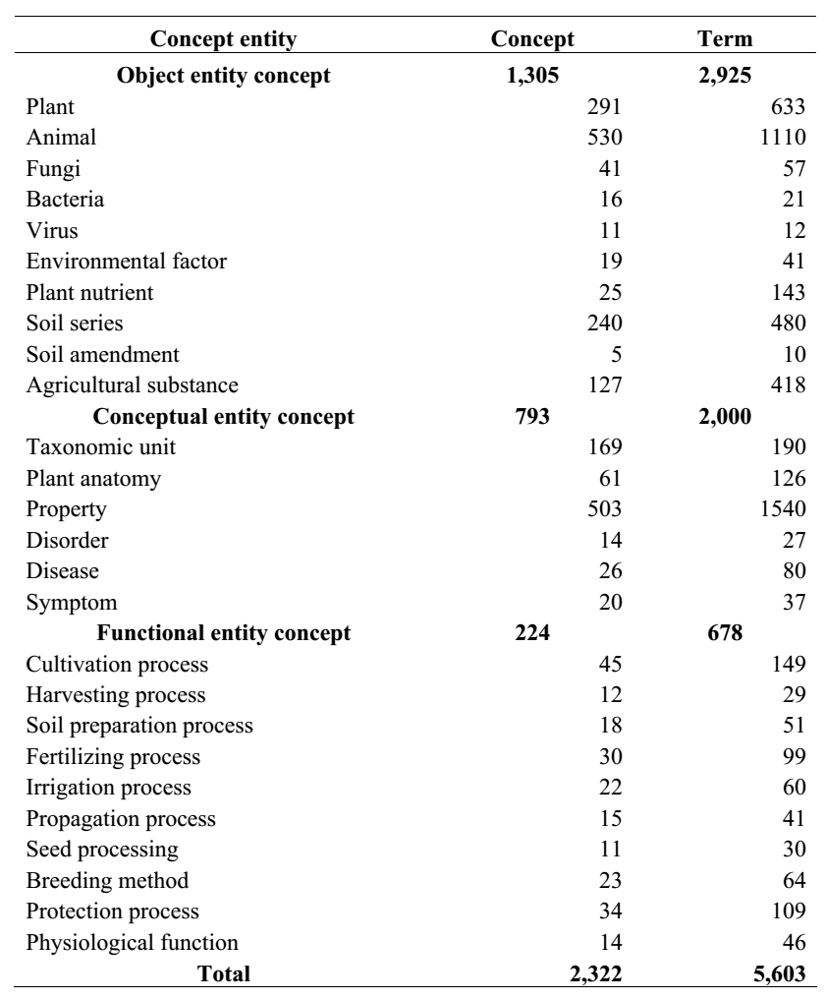 Concept entity Concept Term
Object entity concept 1,305 2,925
Plant 291 633
Animal 530 1110
Fungi 41 57
Bacteria 16 21
Virus 11 12
Environmental factor 19 41
Plant nutrient 25 143
Soil series 240 480
Soil amendment 5 10
Agricultural substance 127 418
Conceptual entity concept 793 2,000
Taxonomic unit 169 190
Plant anatomy 61 126
Property 503 1540
Disorder 14 27
Disease 26 80
Symptom 20 37
Functional entity concept 224 678
Cultivation process 45 149
Harvesting process 12 29
Soil preparation process 18 51
Fertilizing process 30 99
Irrigation process 22 60
Propagation process 15 41
Seed processing 11 30
Breeding method 23 64
Protection process 34 109
Physiological function 14 46
Total 2,322 5,603